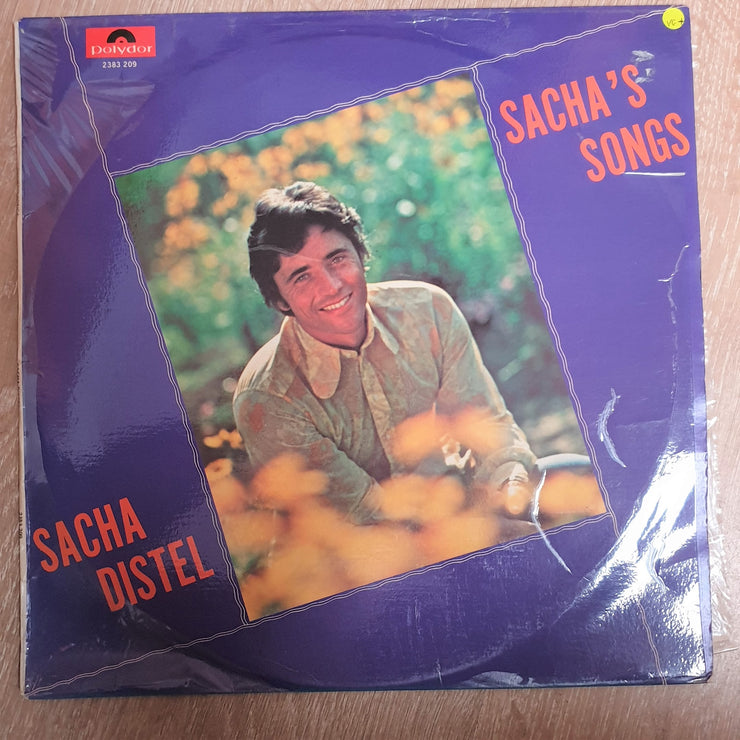 polydor
2383 209
SACHA'S
SONGS
SACHA
DISTEL